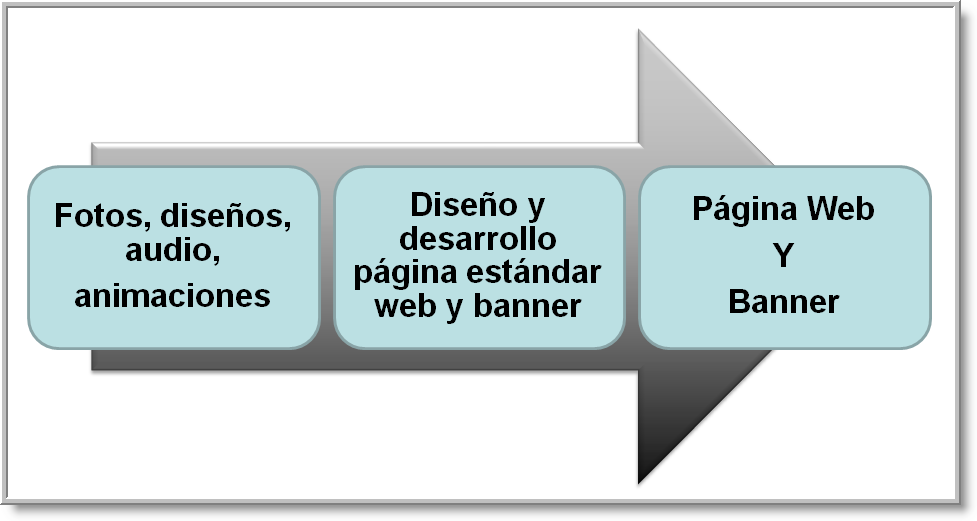 Fotos, diseños,
audio,
animaciones
Diseño y
desarrollo
página estándar
web y banner
Página Web
Y
Banner